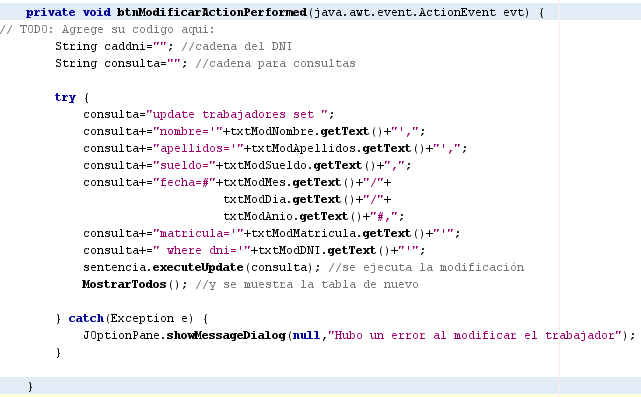 private void btnModificarActionPerformed(java.awt.event.ActionEvent evt) {
// TODO: Agrege su codigo aqui:
String caddni=""; //cadena del DNI
String consulta=""; //cadena para consultas
try {
consulta="update trabajadores set ";
consulta+="nombre='"+txtModNombre.getText()+"',";
consulta+="apellidos='"+txtModApellidos.getText()+"',";
consulta+="sueldo="+txtModSueldo.getText()+",";
consulta+="fecha=#"+txtModMes.getText()+"/"+
txtModDia.getText()+"/"+
txtModAnio.getText()+"#,";
consulta+="matricula='"+txtModMatricula.getText()+"'";
consulta+=" where dni='"+txtModDNI.getText()+"'";
sentencia.executeUpdate(consulta); //se ejecuta la modificación
MostrarTodos(); //y se muestra la tabla de nuevo
} catch(Exception e) {
JOptionPane.showMessageDialog(null,"Hubo un error al modificar el trabajador");
}
}